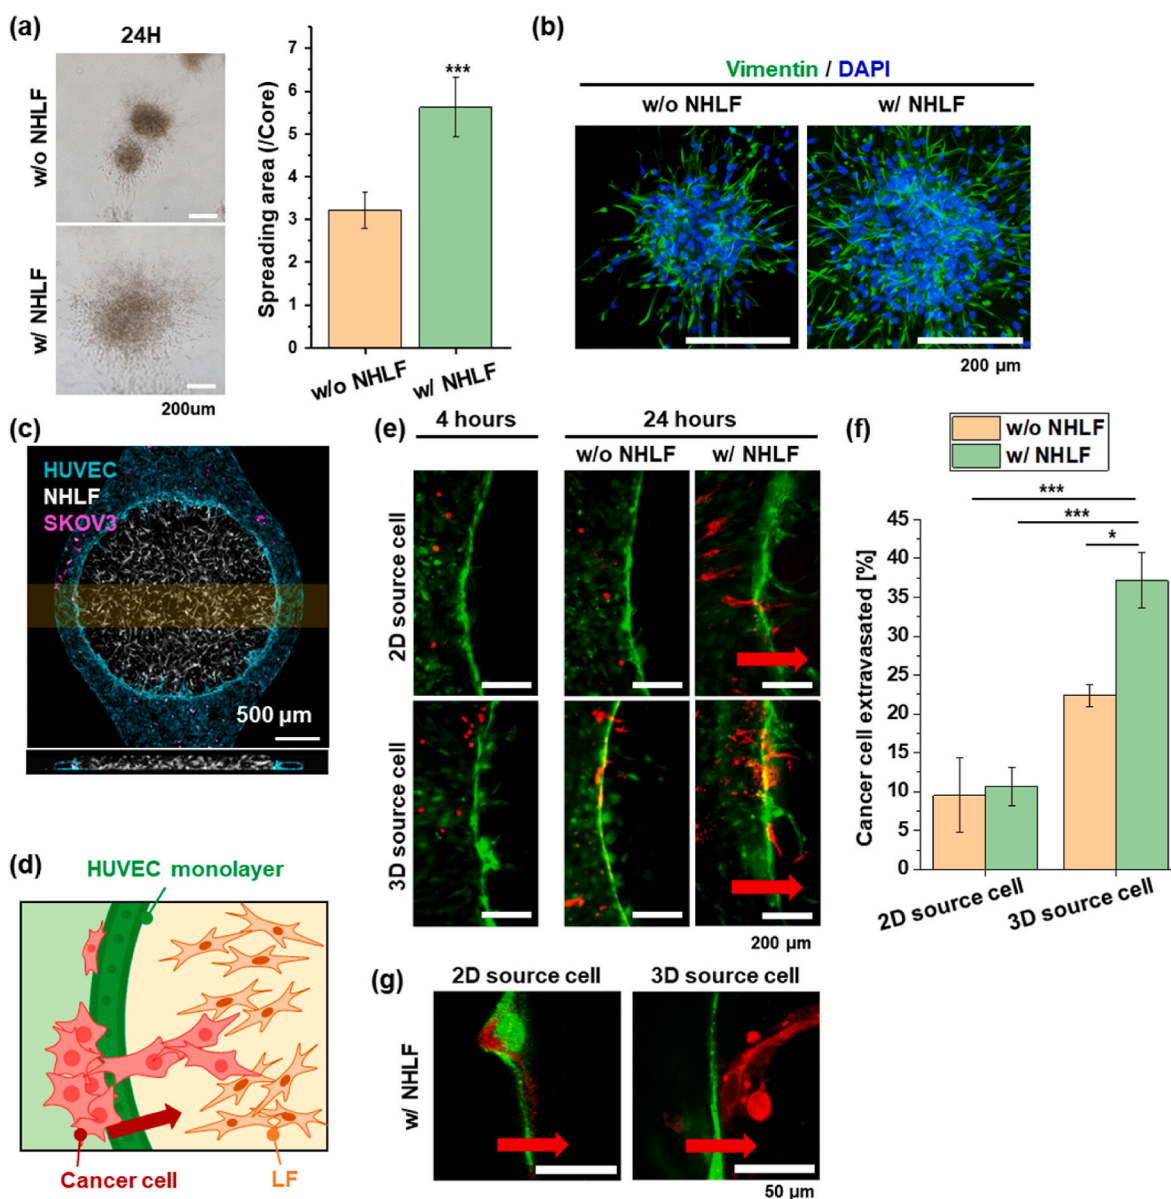 (a)
24H
w/o NHLF
w/ NHLF
200um
Spreading area (/Core)
7
6
5
4
3
2
1
0
***
w/o NHLF
w/ NHLF
(b)
Vimentin / DAPI
w/o NHLF
w/ NHLF
200 µm
(c)
HUVEC
NHLF
SKOV3
500 µm
(d)
HUVEC monolayer
Cancer cell
LF
(e)
4 hours
24 hours
w/o NHLF
w/ NHLF
2D source cell
3D source cell
200 µm
(f)
w/o NHLF
w/ NHLF
***
***
*
Cancer cell extravasated [%]
45
40
35
30
25
20
15
10
5
0
2D source cell
3D source cell
(g)
2D source cell
3D source cell
w/ NHLF
50 µm